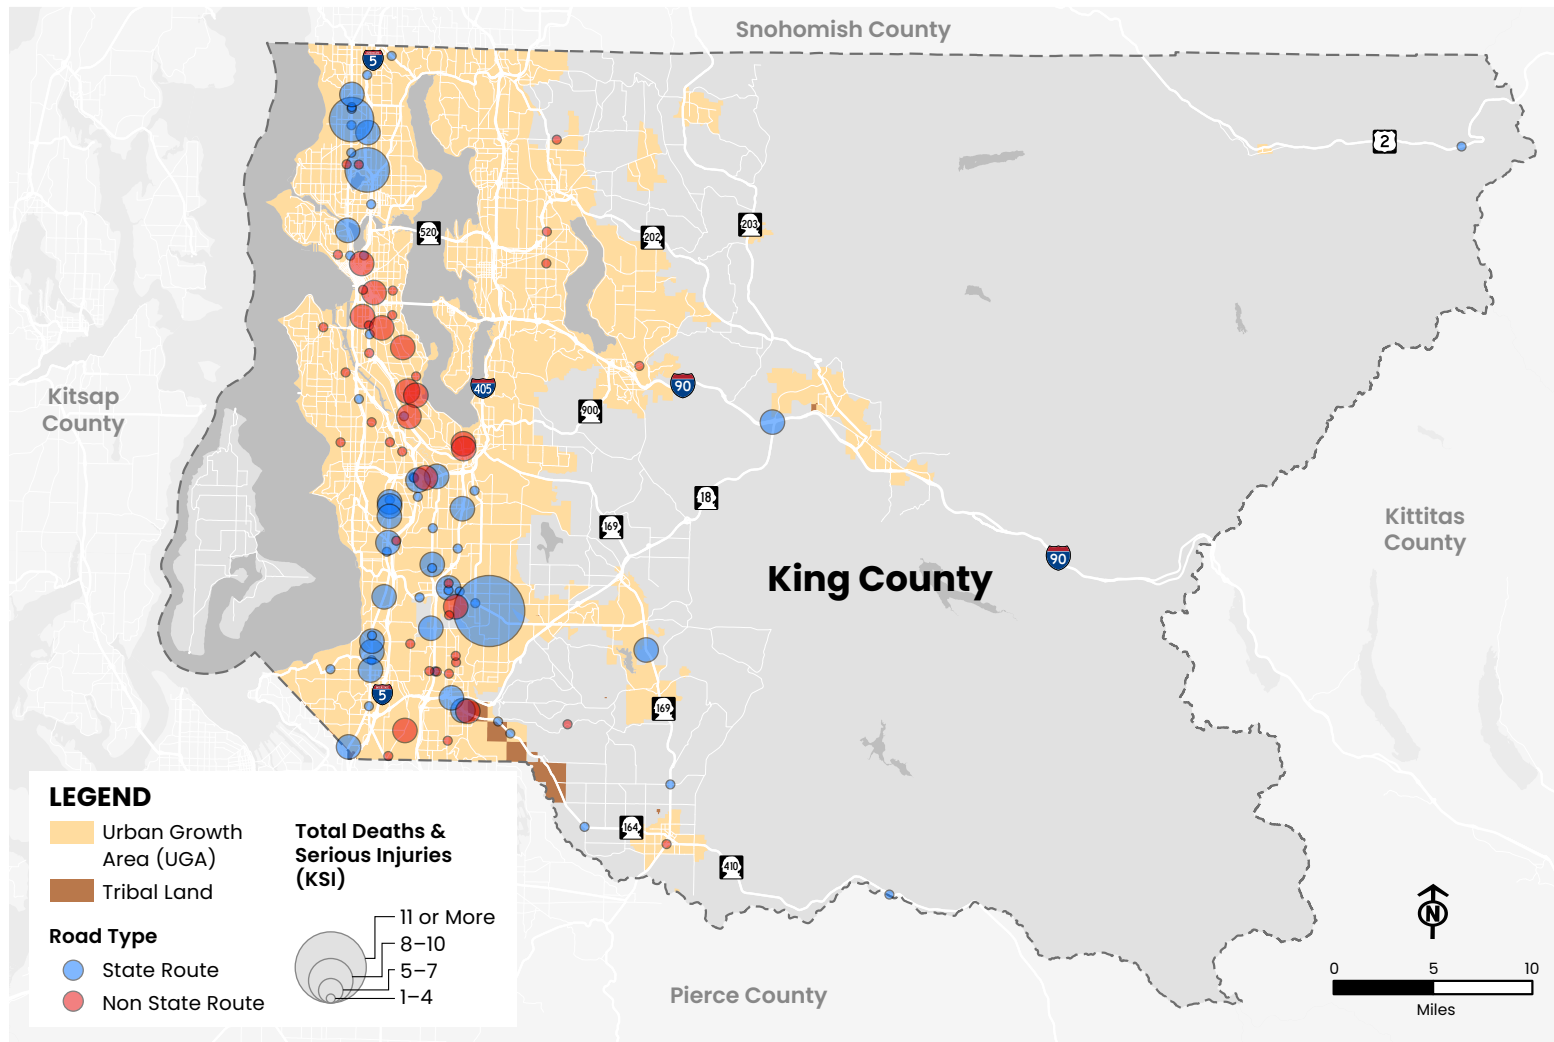 Snohomish County
5
2
520
202
203
Kitsap
County
405
90
900
18
169
Kittitas
County
90
King County
5
169
164
410
Pierce County
LEGEND
Urban Growth
Area (UGA)
Tribal Land
Road Type
State Route
Non State Route
Total Deaths &
Serious Injuries
(KSI)
11 or More
8–10
5–7
1–4
N
0 5 10
Miles